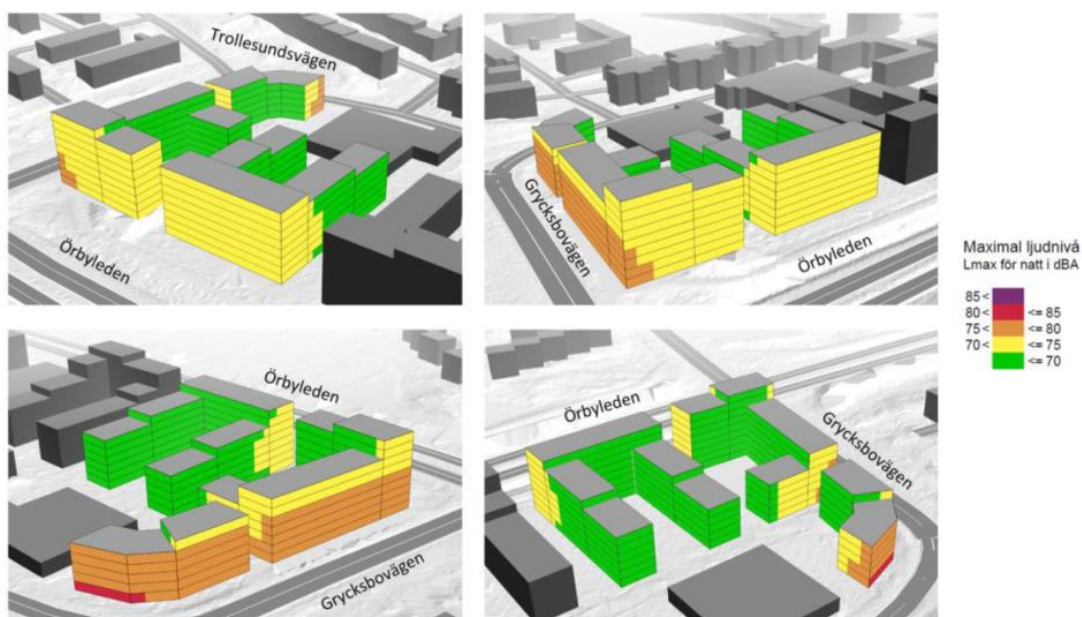 Trollesundsvägen
Örbyleden
Grycksbovägen
Örbyleden
Maximal ljudnivå
Lmax för natt i dBA
85 <
80 < <= 85
75 < <= 80
70 < <= 75
<= 70
Örbyleden
Grycksbovägen
Örbyleden
Grycksbovägen